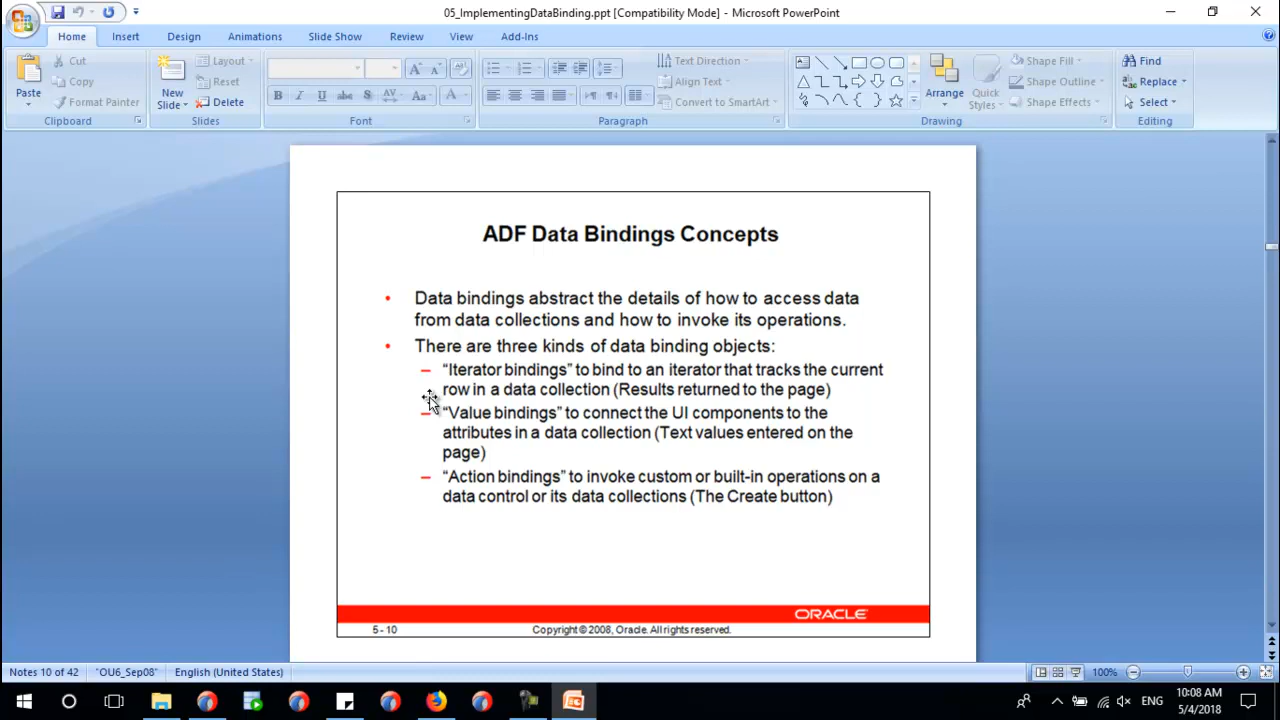 05_ImplementingDataBinding.ppt [Compatibility Mode] - Microsoft PowerPoint
Home Insert Design Animations Slide Show Review View Add-Ins
Paste
Cut
Copy
Format Painter
Clipboard
New
Slide
Layout
Reset
Delete
Slides
B I U abc S AV Aa A
Font
Text Direction
Align Text
Convert to SmartArt
Paragraph
Arrange
Quick
Styles
Shape Fill
Shape Outline
Shape Effects
Drawing
Find
Replace
Select
Editing
ADF Data Bindings Concepts
• Data bindings abstract the details of how to access data
from data collections and how to invoke its operations.
• There are three kinds of data binding objects:
– “Iterator bindings” to bind to an iterator that tracks the current
row in a data collection (Results returned to the page)
– “Value bindings” to connect the UI components to the
attributes in a data collection (Text values entered on the
page)
– “Action bindings” to invoke custom or built-in operations on a
data control or its data collections (The Create button)
ORACLE
5 - 10 Copyright © 2008, Oracle. All rights reserved.
Notes 10 of 42 "OU6_Sep08" English (United States) 100%
ENG
10:08 AM
5/4/2018